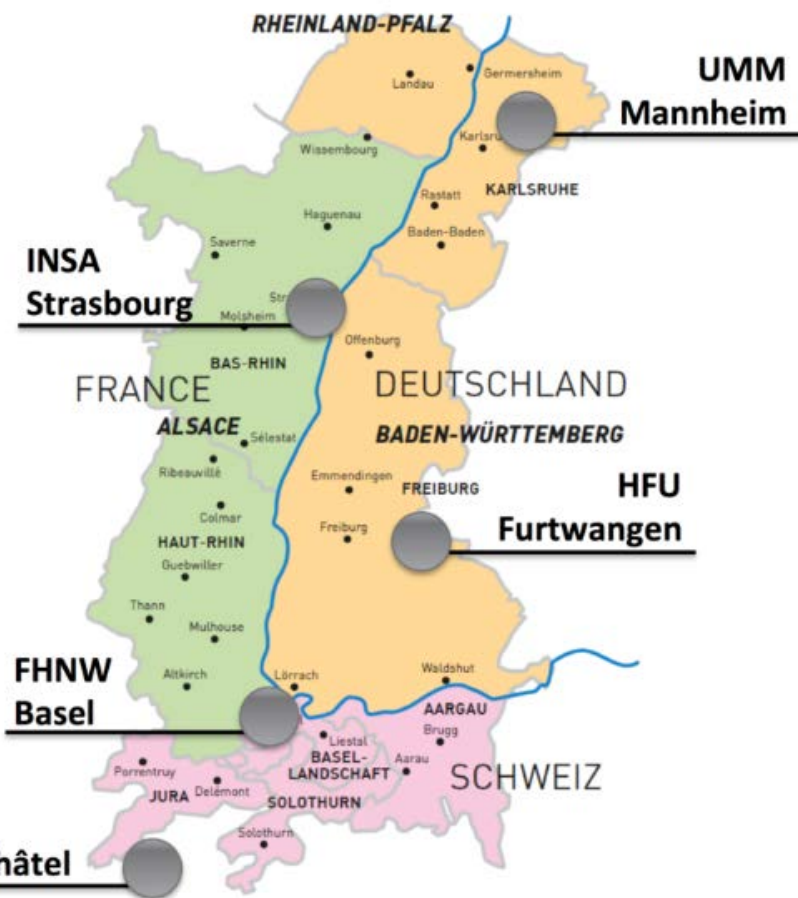 RHEINLAND-PFALZ
Landau
Germersheim
UMM
Mannheim
Wissembourg
KARLSRUHE
Rastatt
Haguenau
Baden-Baden
Saverne
INSA
Strasbourg
Molsheim
Offenburg
BAS-RHIN
FRANCE
DEUTSCHLAND
ALSACE
BADEN-WÜRTTEMBERG
Sélestat
Ribeauvillé
Emmendingen
FREIBURG
HFU
Furtwangen
Colmar
Freiburg
HAUT-RHIN
Guebwiller
Thann
Mulhouse
FHNW
Basel
Altkirch
Lörrach
Waldshut
AARGAU
Brugg
Liestal
BASEL-
LANDSCHAFT
Aarau
SCHWEIZ
Porrentruy
JURA
Delémont
SOLOTHURN
Solothurn
hâtel